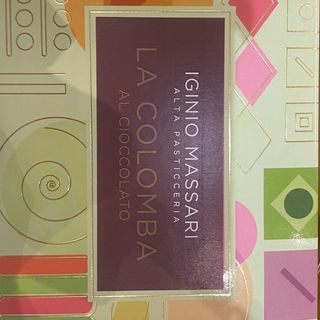 IGINIO MASSARI
ALTA PASTICCERIA
LA COLOMBA
AL CIOCCOLATO